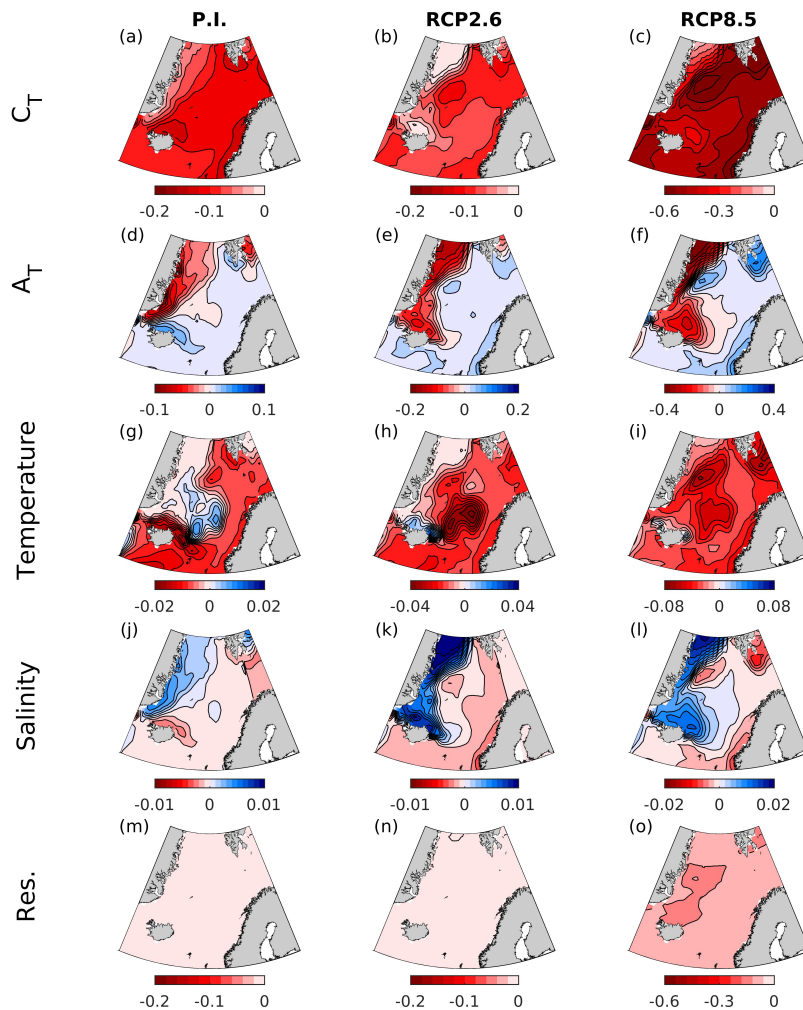 P.I. RCP2.6 RCP8.5
(a) (b) (c)
C_T
-0.2 -0.1 0 -0.2 -0.1 0 -0.6 -0.3 0
(d) (e) (f)
A_T
-0.1 0 0.1 -0.2 0 0.2 -0.4 0 0.4
(g) (h) (i)
Temperature
-0.02 0 0.02 -0.04 0 0.04 -0.08 0 0.08
(j) (k) (l)
Salinity
-0.01 0 0.01 -0.01 0 0.01 -0.02 0 0.02
(m) (n) (o)
Res.
-0.2 -0.1 0 -0.2 -0.1 0 -0.6 -0.3 0